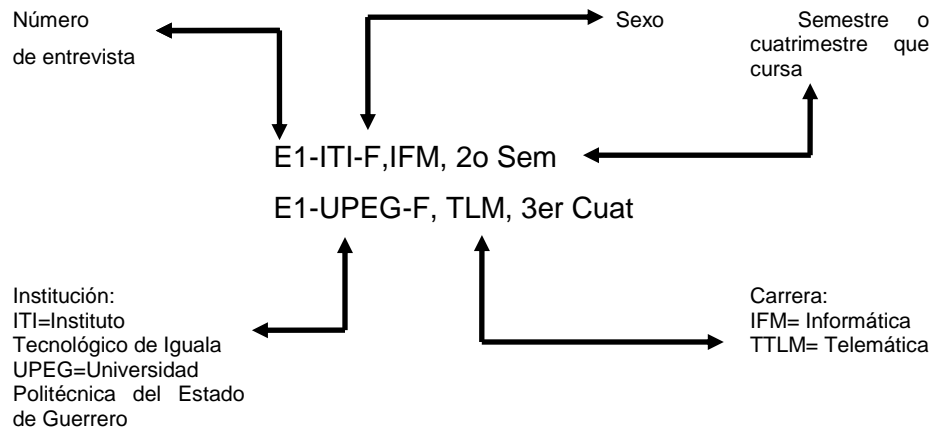 Número
de entrevista
Sexo
Semestre o
cuatrimestre que
cursa
E1-ITI-F,IFM, 2o Sem
E1-UPEG-F, TLM, 3er Cuat
Institución:
ITI=Instituto
Tecnológico de Iguala
UPEG=Universidad
Politécnica del Estado
de Guerrero
Carrera:
IFM= Informática
TTLM= Telemática